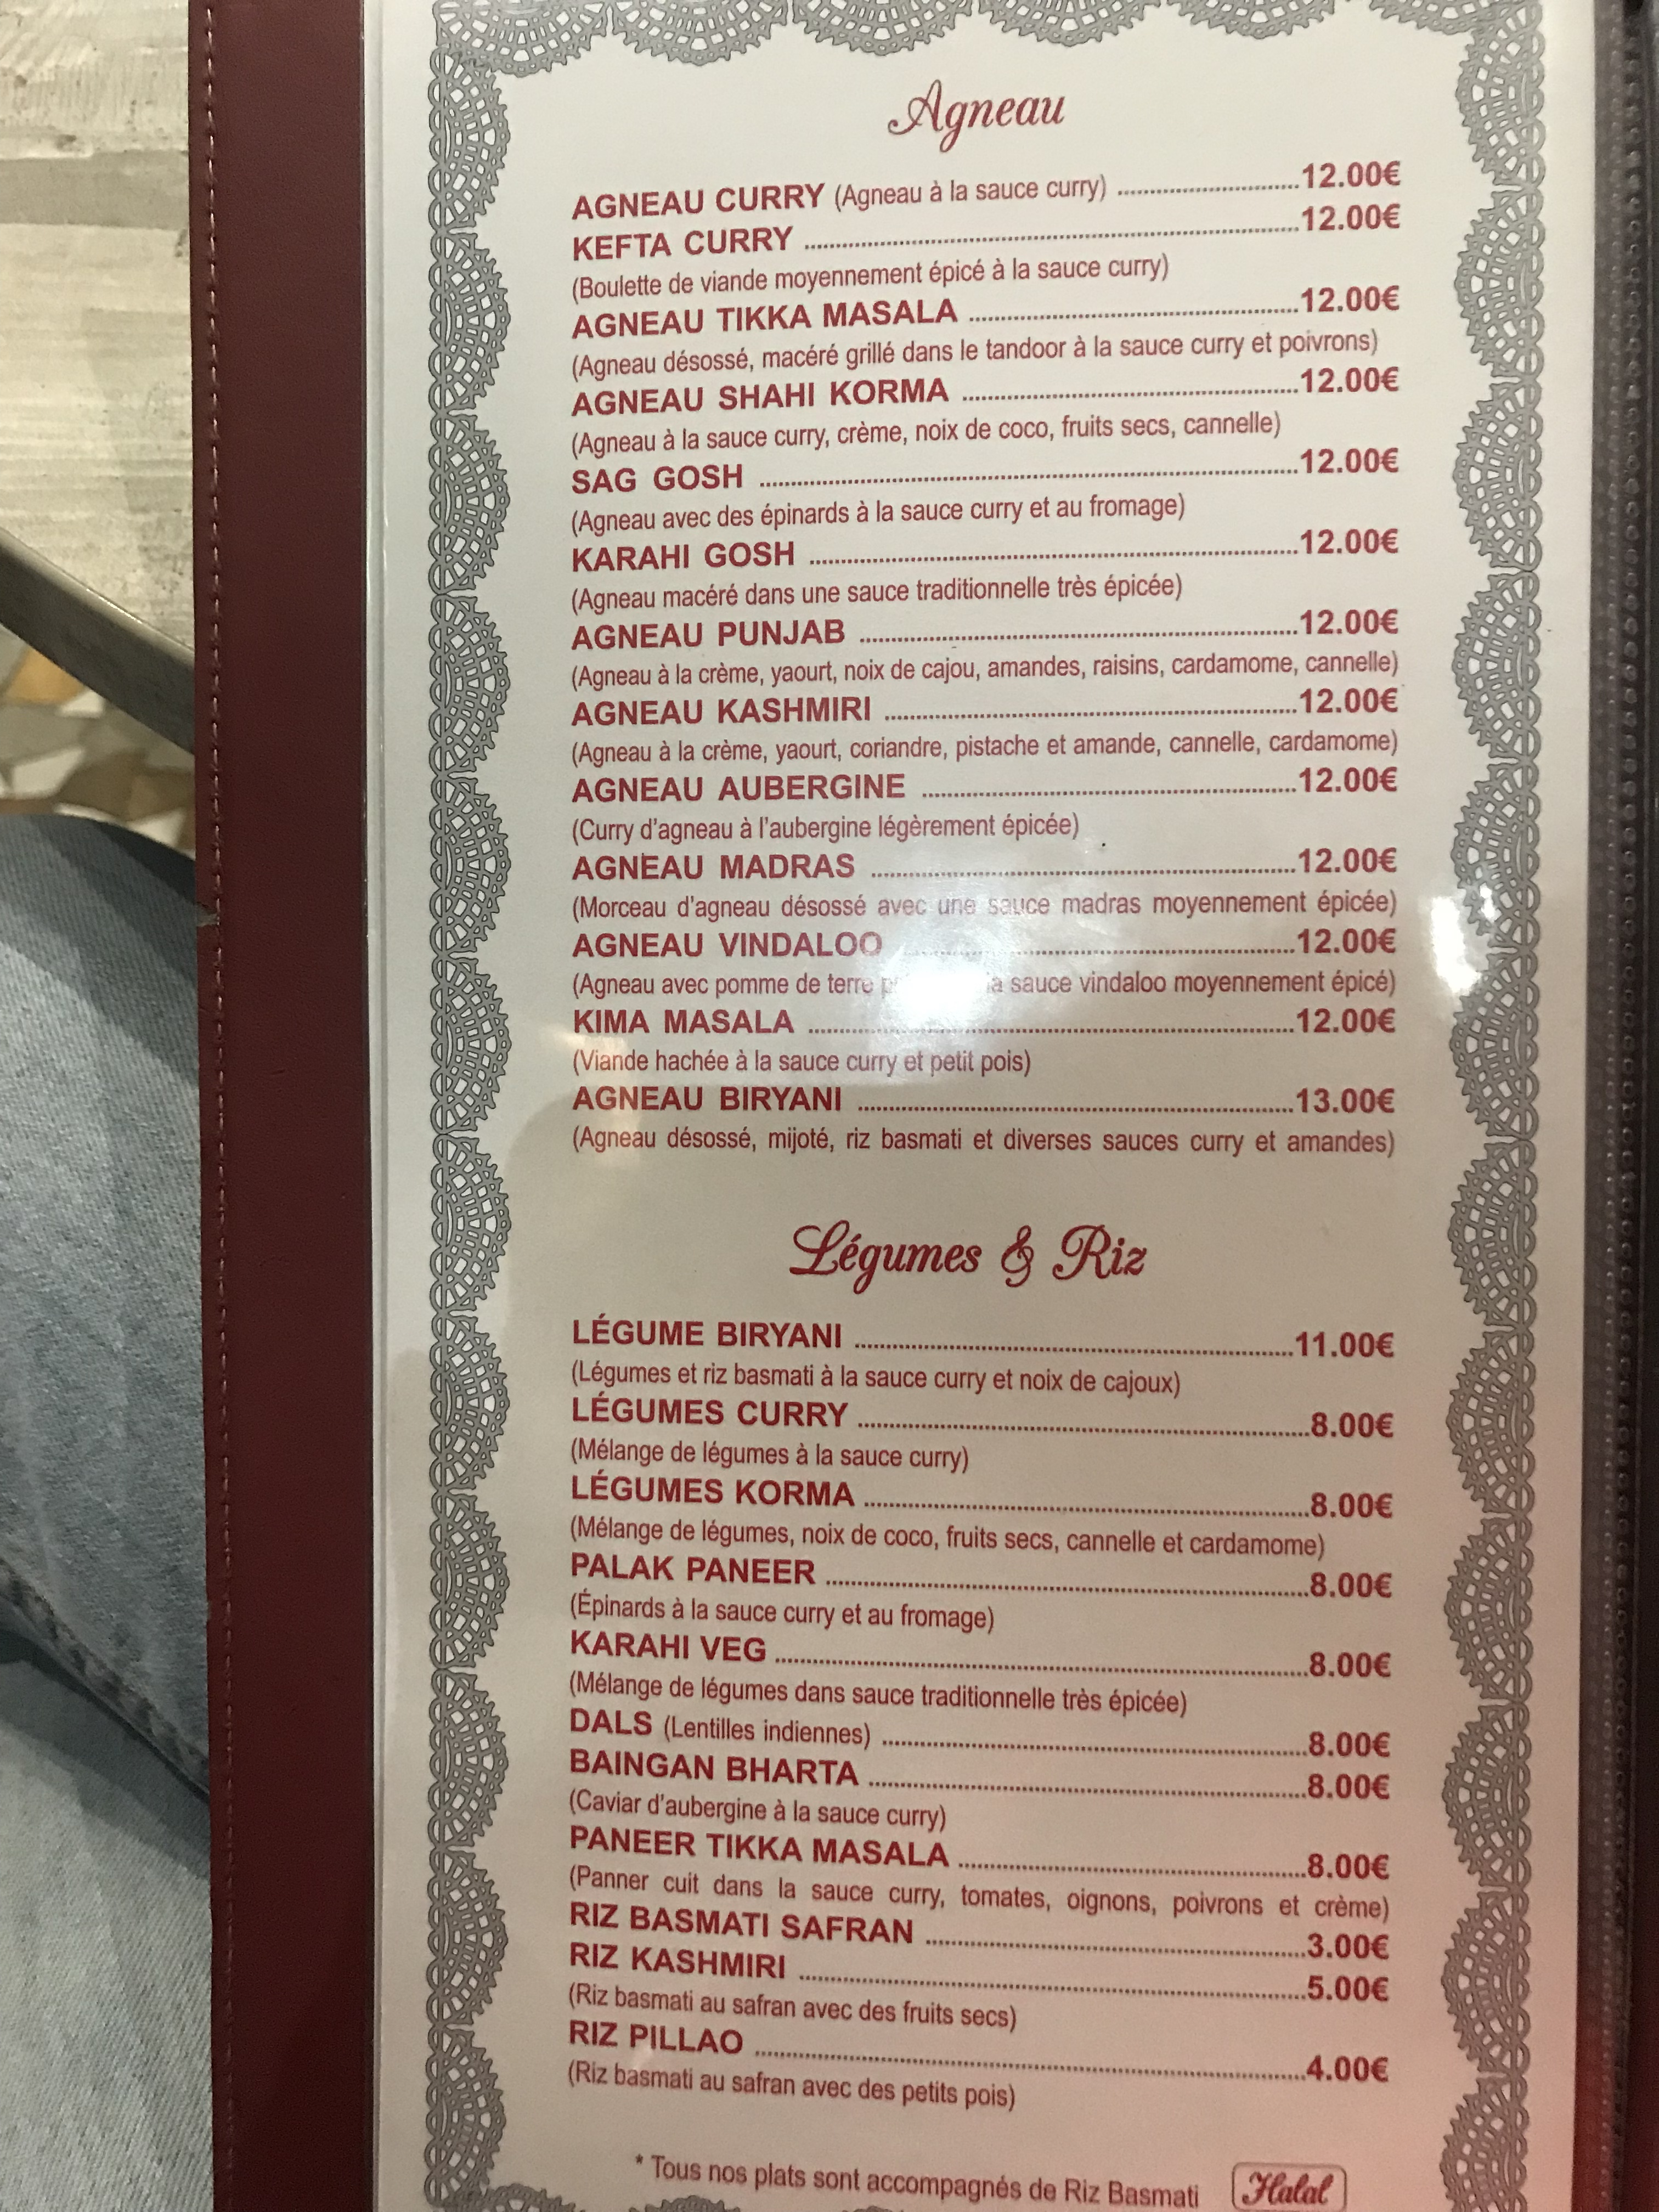 Agneau
AGNEAU CURRY (Agneau à la sauce curry) 12.00€
KEFTA CURRY 12.00€
(Boulette de viande moyennement épicé à la sauce curry)
AGNEAU TIKKA MASALA 12.00€
(Agneau désossé, macéré grillé dans le tandoor à la sauce curry et poivrons)
AGNEAU SHAHI KORMA 12.00€
(Agneau à la sauce curry, crème, noix de coco, fruits secs, cannelle)
SAG GOSH 12.00€
(Agneau avec des épinards à la sauce curry et au fromage)
KARAHI GOSH 12.00€
(Agneau macéré dans une sauce traditionnelle très épicée)
AGNEAU PUNJAB 12.00€
(Agneau à la crème, yaourt, noix de cajou, amandes, raisins, cardamome, cannelle)
AGNEAU KASHMIRI 12.00€
(Agneau à la crème, yaourt, coriandre, pistache et amande, cannelle, cardamome)
AGNEAU AUBERGINE 12.00€
(Curry d'agneau à l'aubergine légèrement épicée)
AGNEAU MADRAS 12.00€
(Morceau d'agneau désossé avec une sauce madras moyennement épicée)
AGNEAU VINDALOO 12.00€
(Agneau avec pomme de terre la sauce vindaloo moyennement épicé)
KIMA MASALA 12.00€
(Viande hachée à la sauce curry et petit pois)
AGNEAU BIRYANI 13.00€
(Agneau désossé, mijoté, riz basmati et diverses sauces curry et amandes)
Légumes & Riz
LÉGUME BIRYANI 11.00€
(Légumes et riz basmati à la sauce curry et noix de cajoux)
LÉGUMES CURRY 8.00€
(Mélange de légumes à la sauce curry)
LÉGUMES KORMA 8.00€
(Mélange de légumes, noix de coco, fruits secs, cannelle et cardamome)
PALAK PANEER 8.00€
(Épinards à la sauce curry et au fromage)
KARAHI VEG 8.00€
(Mélange de légumes dans sauce traditionnelle très épicée)
DALS (Lentilles indiennes) 8.00€
BAINGAN BHARTA 8.00€
(Caviar d'aubergine à la sauce curry)
PANEER TIKKA MASALA 8.00€
(Panner cuit dans la sauce curry, tomates, oignons, poivrons et crème)
RIZ BASMATI SAFRAN 3.00€
RIZ KASHMIRI 5.00€
(Riz basmati au safran avec des fruits secs)
RIZ PILLAO 4.00€
(Riz basmati au safran avec des petits pois)
* Tous nos plats sont accompagnés de Riz Basmati Halal